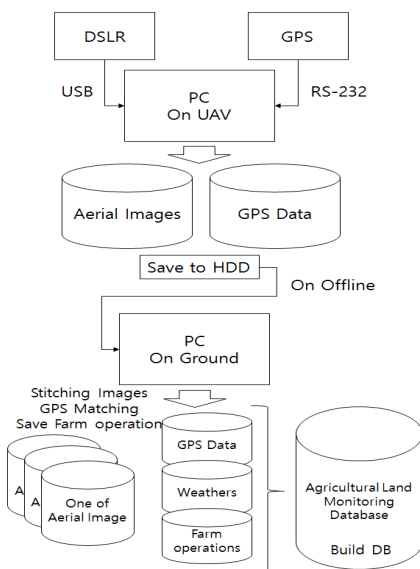 DSLR
GPS
USB
PC
On UAV
RS-232
Aerial Images
GPS Data
Save to HDD
On Offline
PC
On Ground
Stitching Images
GPS Matching
Save Farm operation
GPS Data
A
A
One of
Aerial Image
Weathers
Farm
operations
Agricultural Land
Monitoring
Database
Build DB